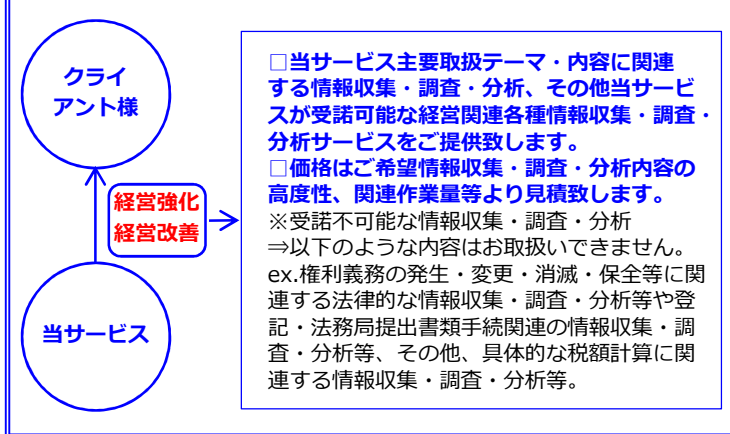 クライ
アント様
経営強化
経営改善
当サービス
□当サービス主要取扱テーマ・内容に関連
する情報収集・調査・分析、その他当サービ
スが受諾可能な経営関連各種情報収集・調査・
分析サービスをご提供致します。
□価格はご希望情報収集・調査・分析内容の
高度性、関連作業量等より見積致します。
※受諾不可能な情報収集・調査・分析
⇒以下のような内容はお取扱いできません。
ex.権利義務の発生・変更・消滅・保全等に関
連する法律的な情報収集・調査・分析等や登
記・法務局提出書類手続関連の情報収集・調
査・分析等、その他、具体的な税額計算に関
連する情報収集・調査・分析等。